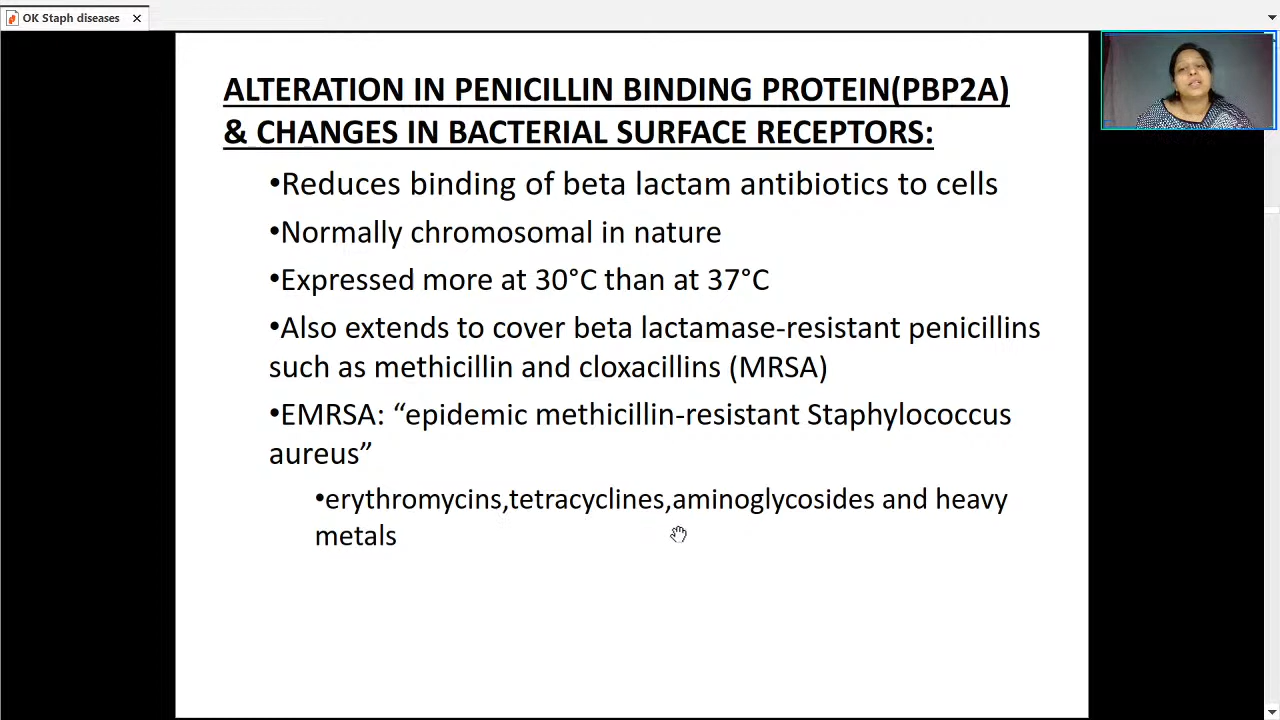 OK Staph diseases
ALTERATION IN PENICILLIN BINDING PROTEIN(PBP2A)
& CHANGES IN BACTERIAL SURFACE RECEPTORS:
•Reduces binding of beta lactam antibiotics to cells
•Normally chromosomal in nature
•Expressed more at 30°C than at 37°C
•Also extends to cover beta lactamase-resistant penicillins
such as methicillin and cloxacillins (MRSA)
•EMRSA: “epidemic methicillin-resistant Staphylococcus
aureus”
•erythromycins,tetracyclines,aminoglycosides and heavy
metals